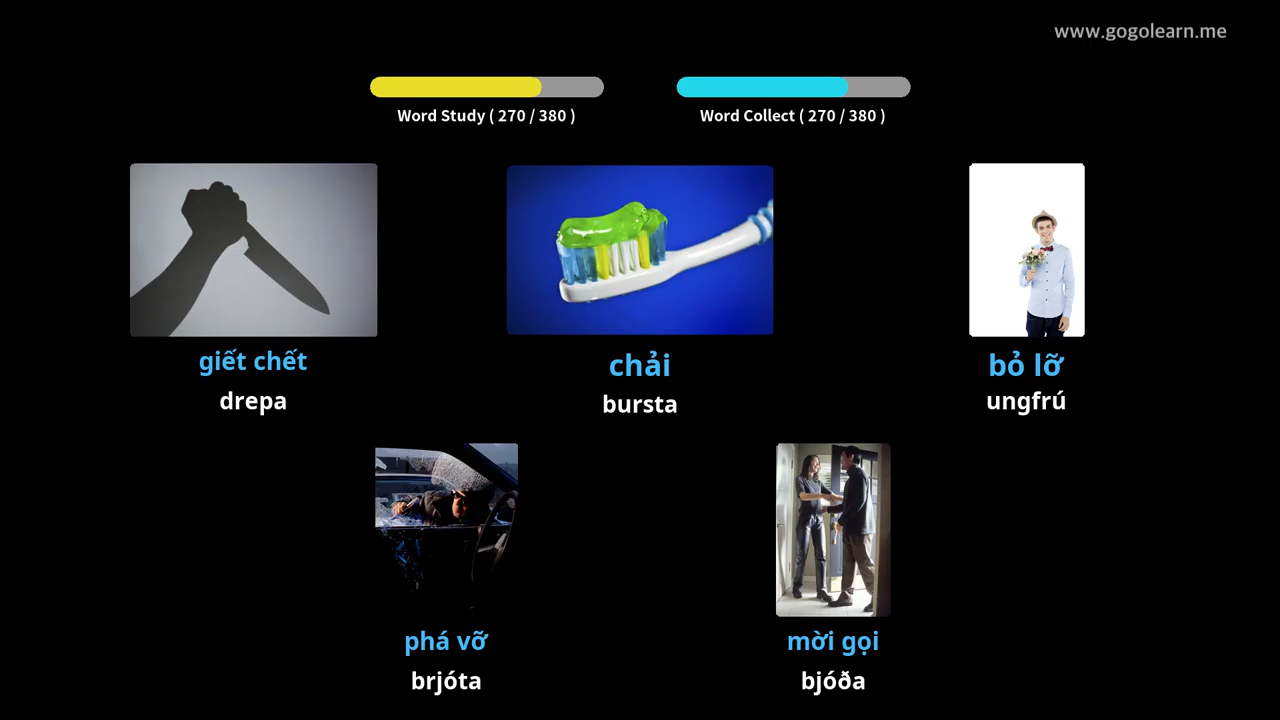 www.gogolearn.me
Word Study ( 270 / 380 )
Word Collect ( 270 / 380 )
giết chết
drepa
chải
bursta
bỏ lỡ
ungfrú
phá vỡ
brjóta
mời gọi
bjóða